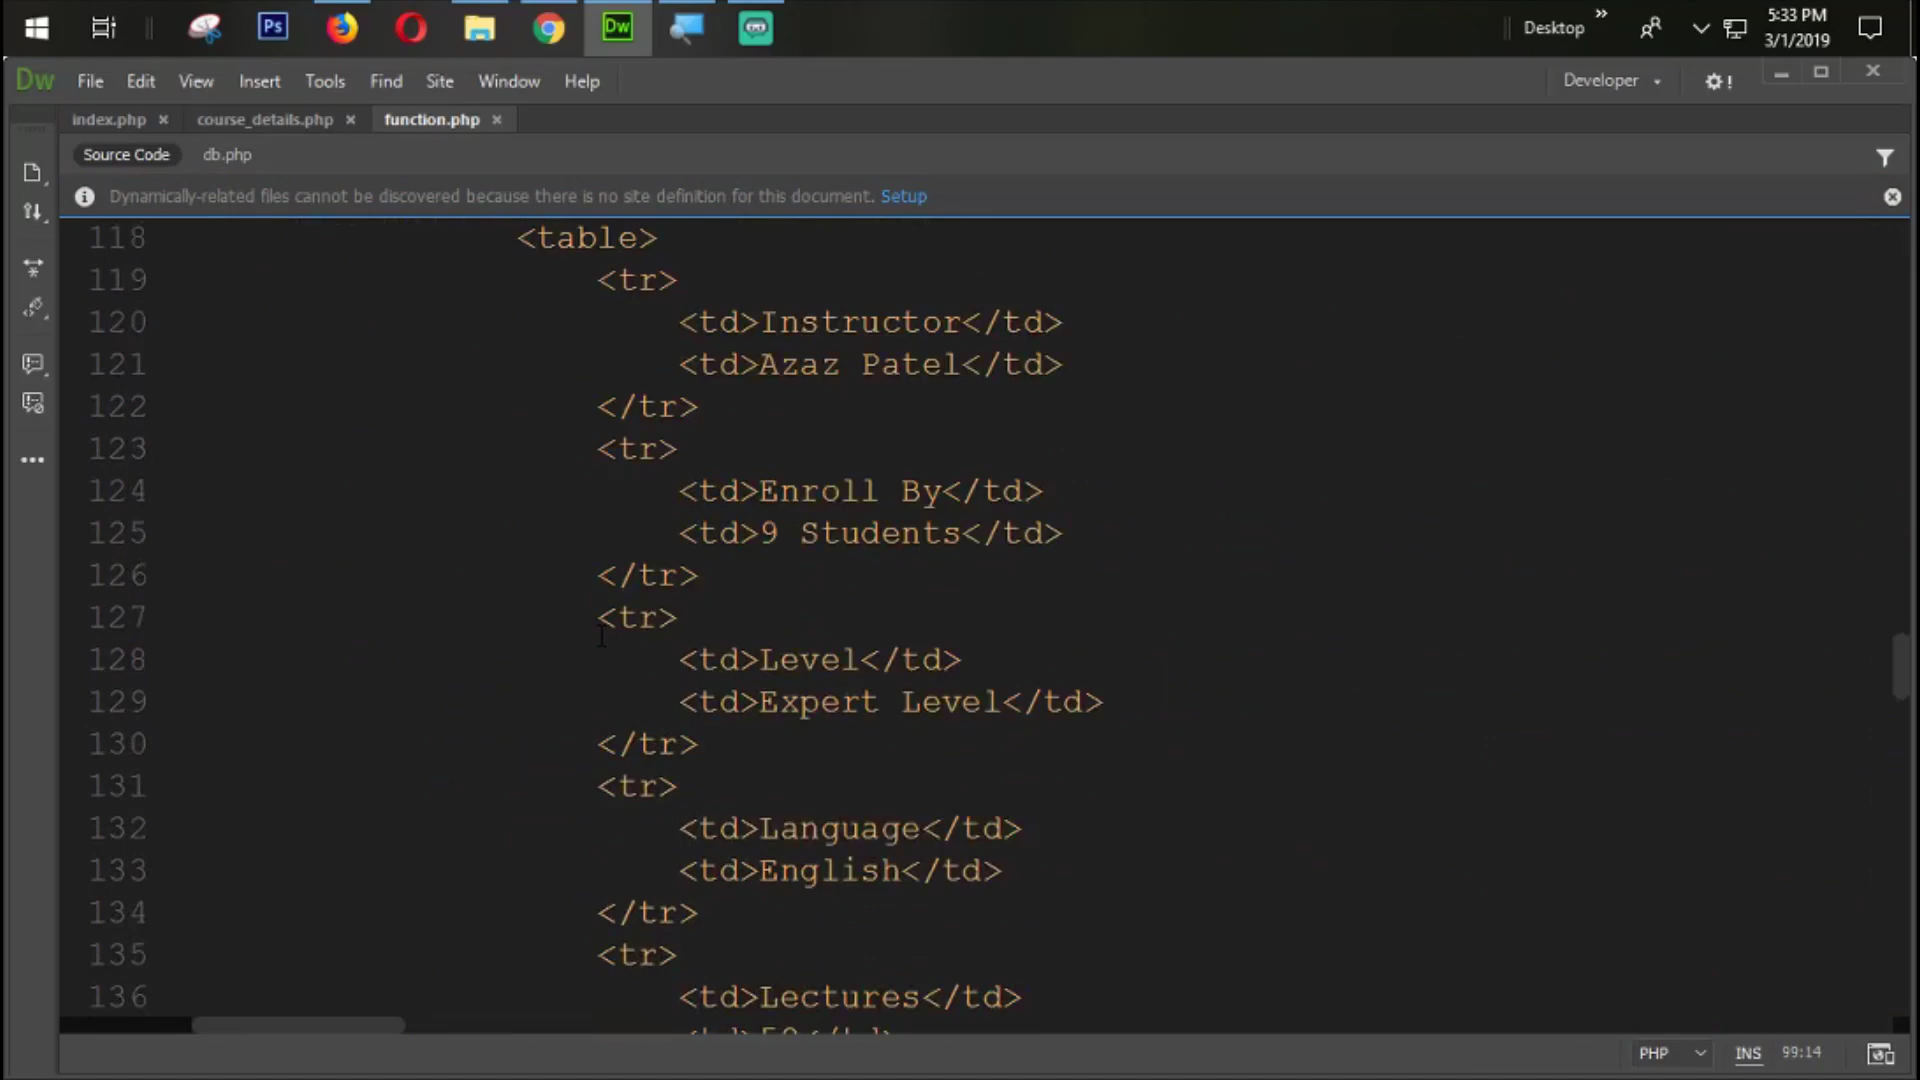 Ps
Dw
Desktop
»
5:33 PM
3/1/2019
Dw File Edit View Insert Tools Find Site Window Help
Developer
!
index.php × course_details.php × function.php ×
Source Code db.php
Dynamically-related files cannot be discovered because there is no site definition for this document. Setup
118 <table>
119 <tr>
120 <td>Instructor</td>
121 <td>Azaz Patel</td>
122 </tr>
123 <tr>
124 <td>Enroll By</td>
125 <td>9 Students</td>
126 </tr>
127 <tr>
128 <td>Level</td>
129 <td>Expert Level</td>
130 </tr>
131 <tr>
132 <td>Language</td>
133 <td>English</td>
134 </tr>
135 <tr>
136 <td>Lectures</td>
PHP INS 99:14